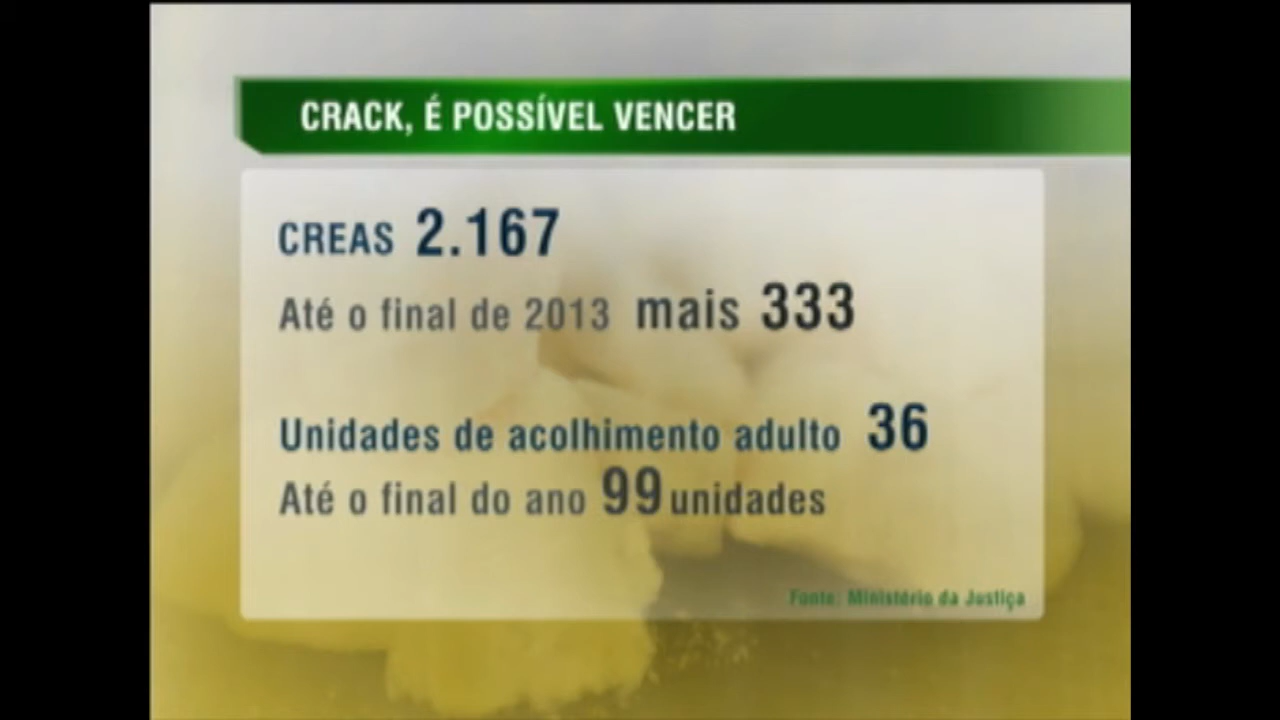 CRACK, É POSSÍVEL VENCER
CREAS 2.167
Até o final de 2013 mais 333
Unidades de acolhimento adulto 36
Até o final do ano 99 unidades
Fonte: Ministério da Justiça